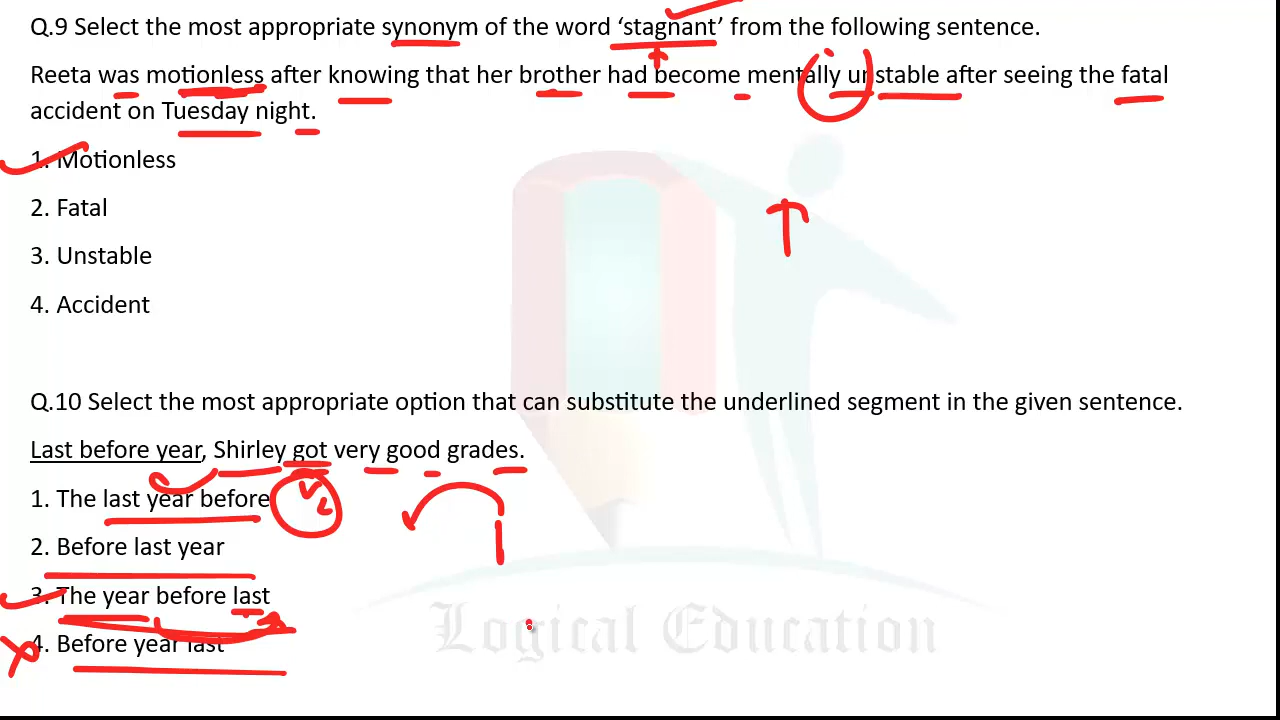 Q.9 Select the most appropriate synonym of the word ‘stagnant’ from the following sentence.
Reeta was motionless after knowing that her brother had become mentally unstable after seeing the fatal
accident on Tuesday night.
1. Motionless
2. Fatal
3. Unstable
4. Accident
Q.10 Select the most appropriate option that can substitute the underlined segment in the given sentence.
Last before year, Shirley got very good grades.
1. The last year before
2. Before last year
3. The year before last
4. Before year last
Logical Education